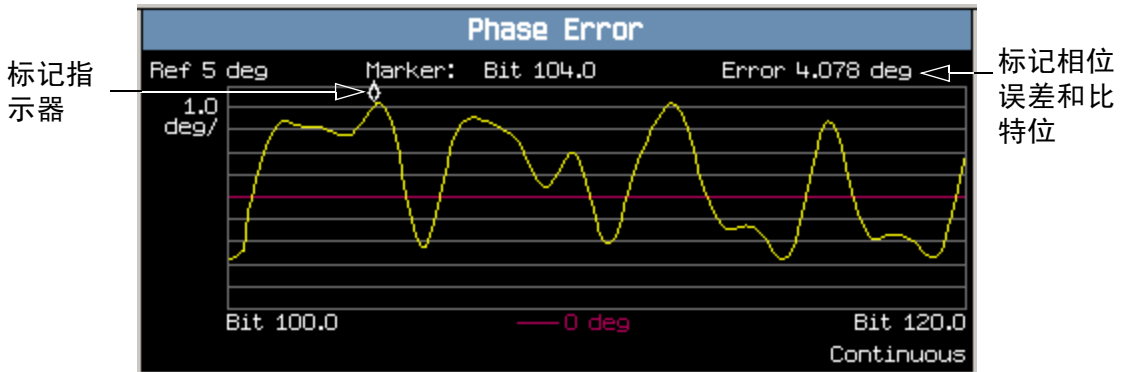 Phase Error
标记指
示器
Ref 5 deg
Marker: Bit 104.0
Error 4.078 deg
标记相位
误差和比
特位
1.0
deg/
Bit 100.0
0 deg
Bit 120.0
Continuous